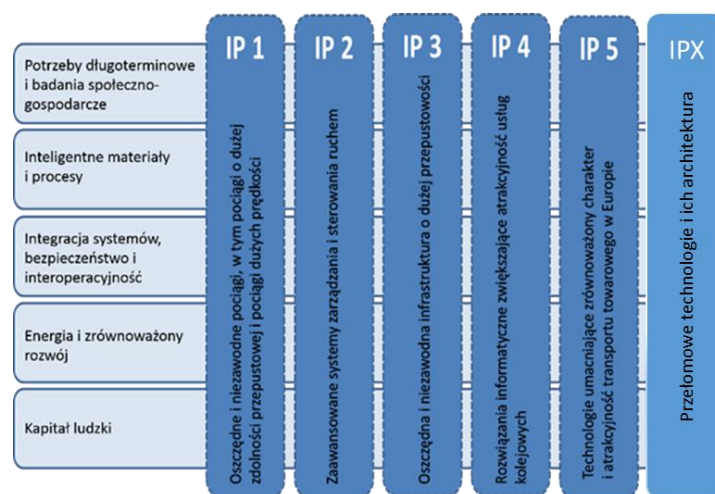 IP 1
IP 2
IP 3
IP 4
IP 5
IPX
Potrzeby długoterminowe
i badania społeczno-
gospodarcze
Inteligentne materiały
i procesy
Integracja systemów,
bezpieczeństwo i
interoperacyjność
Energia i zrównoważony
rozwój
Kapitał ludzki
Oszczędne i niezawodne pociągi, w tym pociągi o dużej
zdolności przepustowej i pociągi dużych prędkości
Zaawansowane systemy zarządzania i sterowania ruchem
Oszczędna i niezawodna infrastruktura o dużej przepustowości
Rozwiązania informatyczne zwiększające atrakcyjność usług
kolejowych
Technologie umacniające zrównoważony charakter
i atrakcyjność transportu towarowego w Europie
Przełomowe technologie i ich architektura